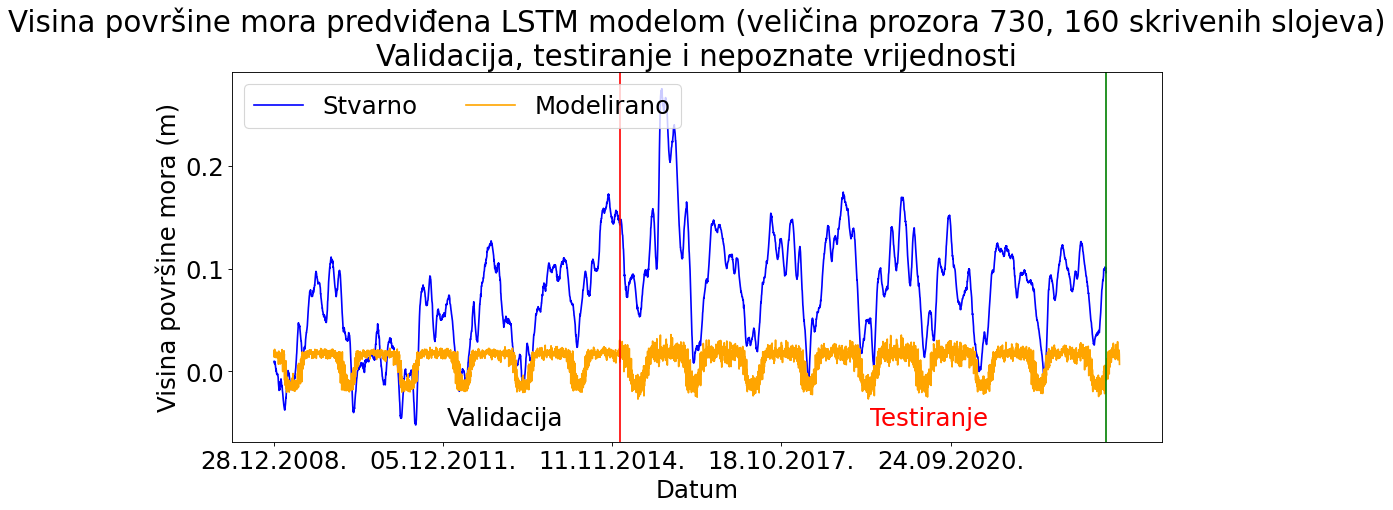 Visina površine mora predviđena LSTM modelom (veličina prozora 730, 160 skrivenih slojeva)
Validacija, testiranje i nepoznate vrijednosti
Stvarno Modelirano
Visina površine mora (m)
0.2
0.1
0.0
Validacija
Testiranje
28.12.2008. 05.12.2011. 11.11.2014. 18.10.2017. 24.09.2020.
Datum